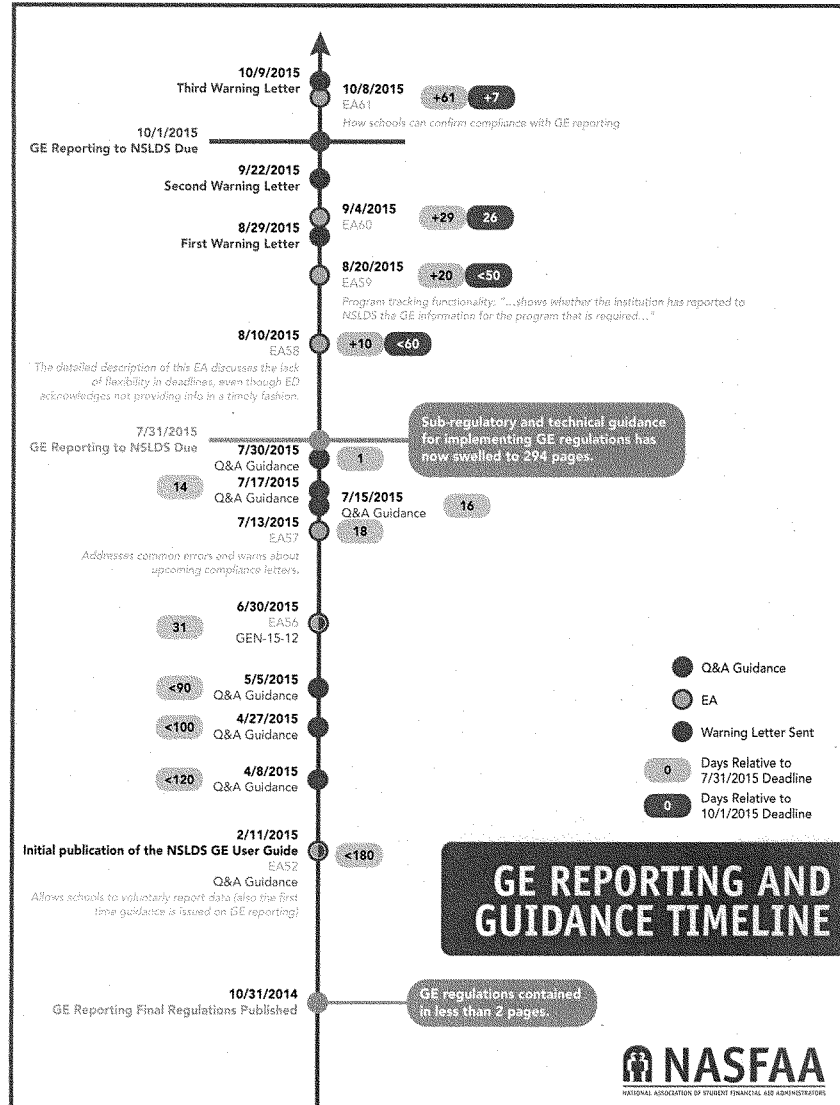 10/9/2015
Third Warning Letter
10/8/2015
EA61
+61
+7
How schools can confirm compliance with GE reporting
10/1/2015
GE Reporting to NSLDS Due
9/22/2015
Second Warning Letter
9/4/2015
EA60
+29
26
8/29/2015
First Warning Letter
8/20/2015
EA59
+20
<50
Program tracking functionality: "...shows whether the institution has reported to
NSLDS the GE information for the program that is required..."
8/10/2015
EA58
+10
<60
The detailed description of this EA discusses the lack
of flexibility in deadlines, even though ED
acknowledges not providing info in a timely fashion.
7/31/2015
GE Reporting to NSLDS Due
Sub-regulatory and technical guidance
for implementing GE regulations has
now swelled to 294 pages.
7/30/2015
Q&A Guidance
1
14
7/17/2015
Q&A Guidance
7/15/2015
Q&A Guidance
16
7/13/2015
EA57
18
Addresses common errors and warns about
upcoming compliance letters.
6/30/2015
EA56
GEN-15-12
31
5/5/2015
Q&A Guidance
<90
4/27/2015
Q&A Guidance
<100
4/8/2015
Q&A Guidance
<120
Q&A Guidance
EA
Warning Letter Sent
0
Days Relative to
7/31/2015 Deadline
0
Days Relative to
10/1/2015 Deadline
2/11/2015
Initial publication of the NSLDS GE User Guide
EA52
Q&A Guidance
<180
Allows schools to voluntarily report data (also the first
time guidance is issued on GE reporting)
GE REPORTING AND
GUIDANCE TIMELINE
10/31/2014
GE Reporting Final Regulations Published
GE regulations contained
in less than 2 pages.
NASFAA
NATIONAL ASSOCIATION OF STUDENT FINANCIAL AID ADMINISTRATORS